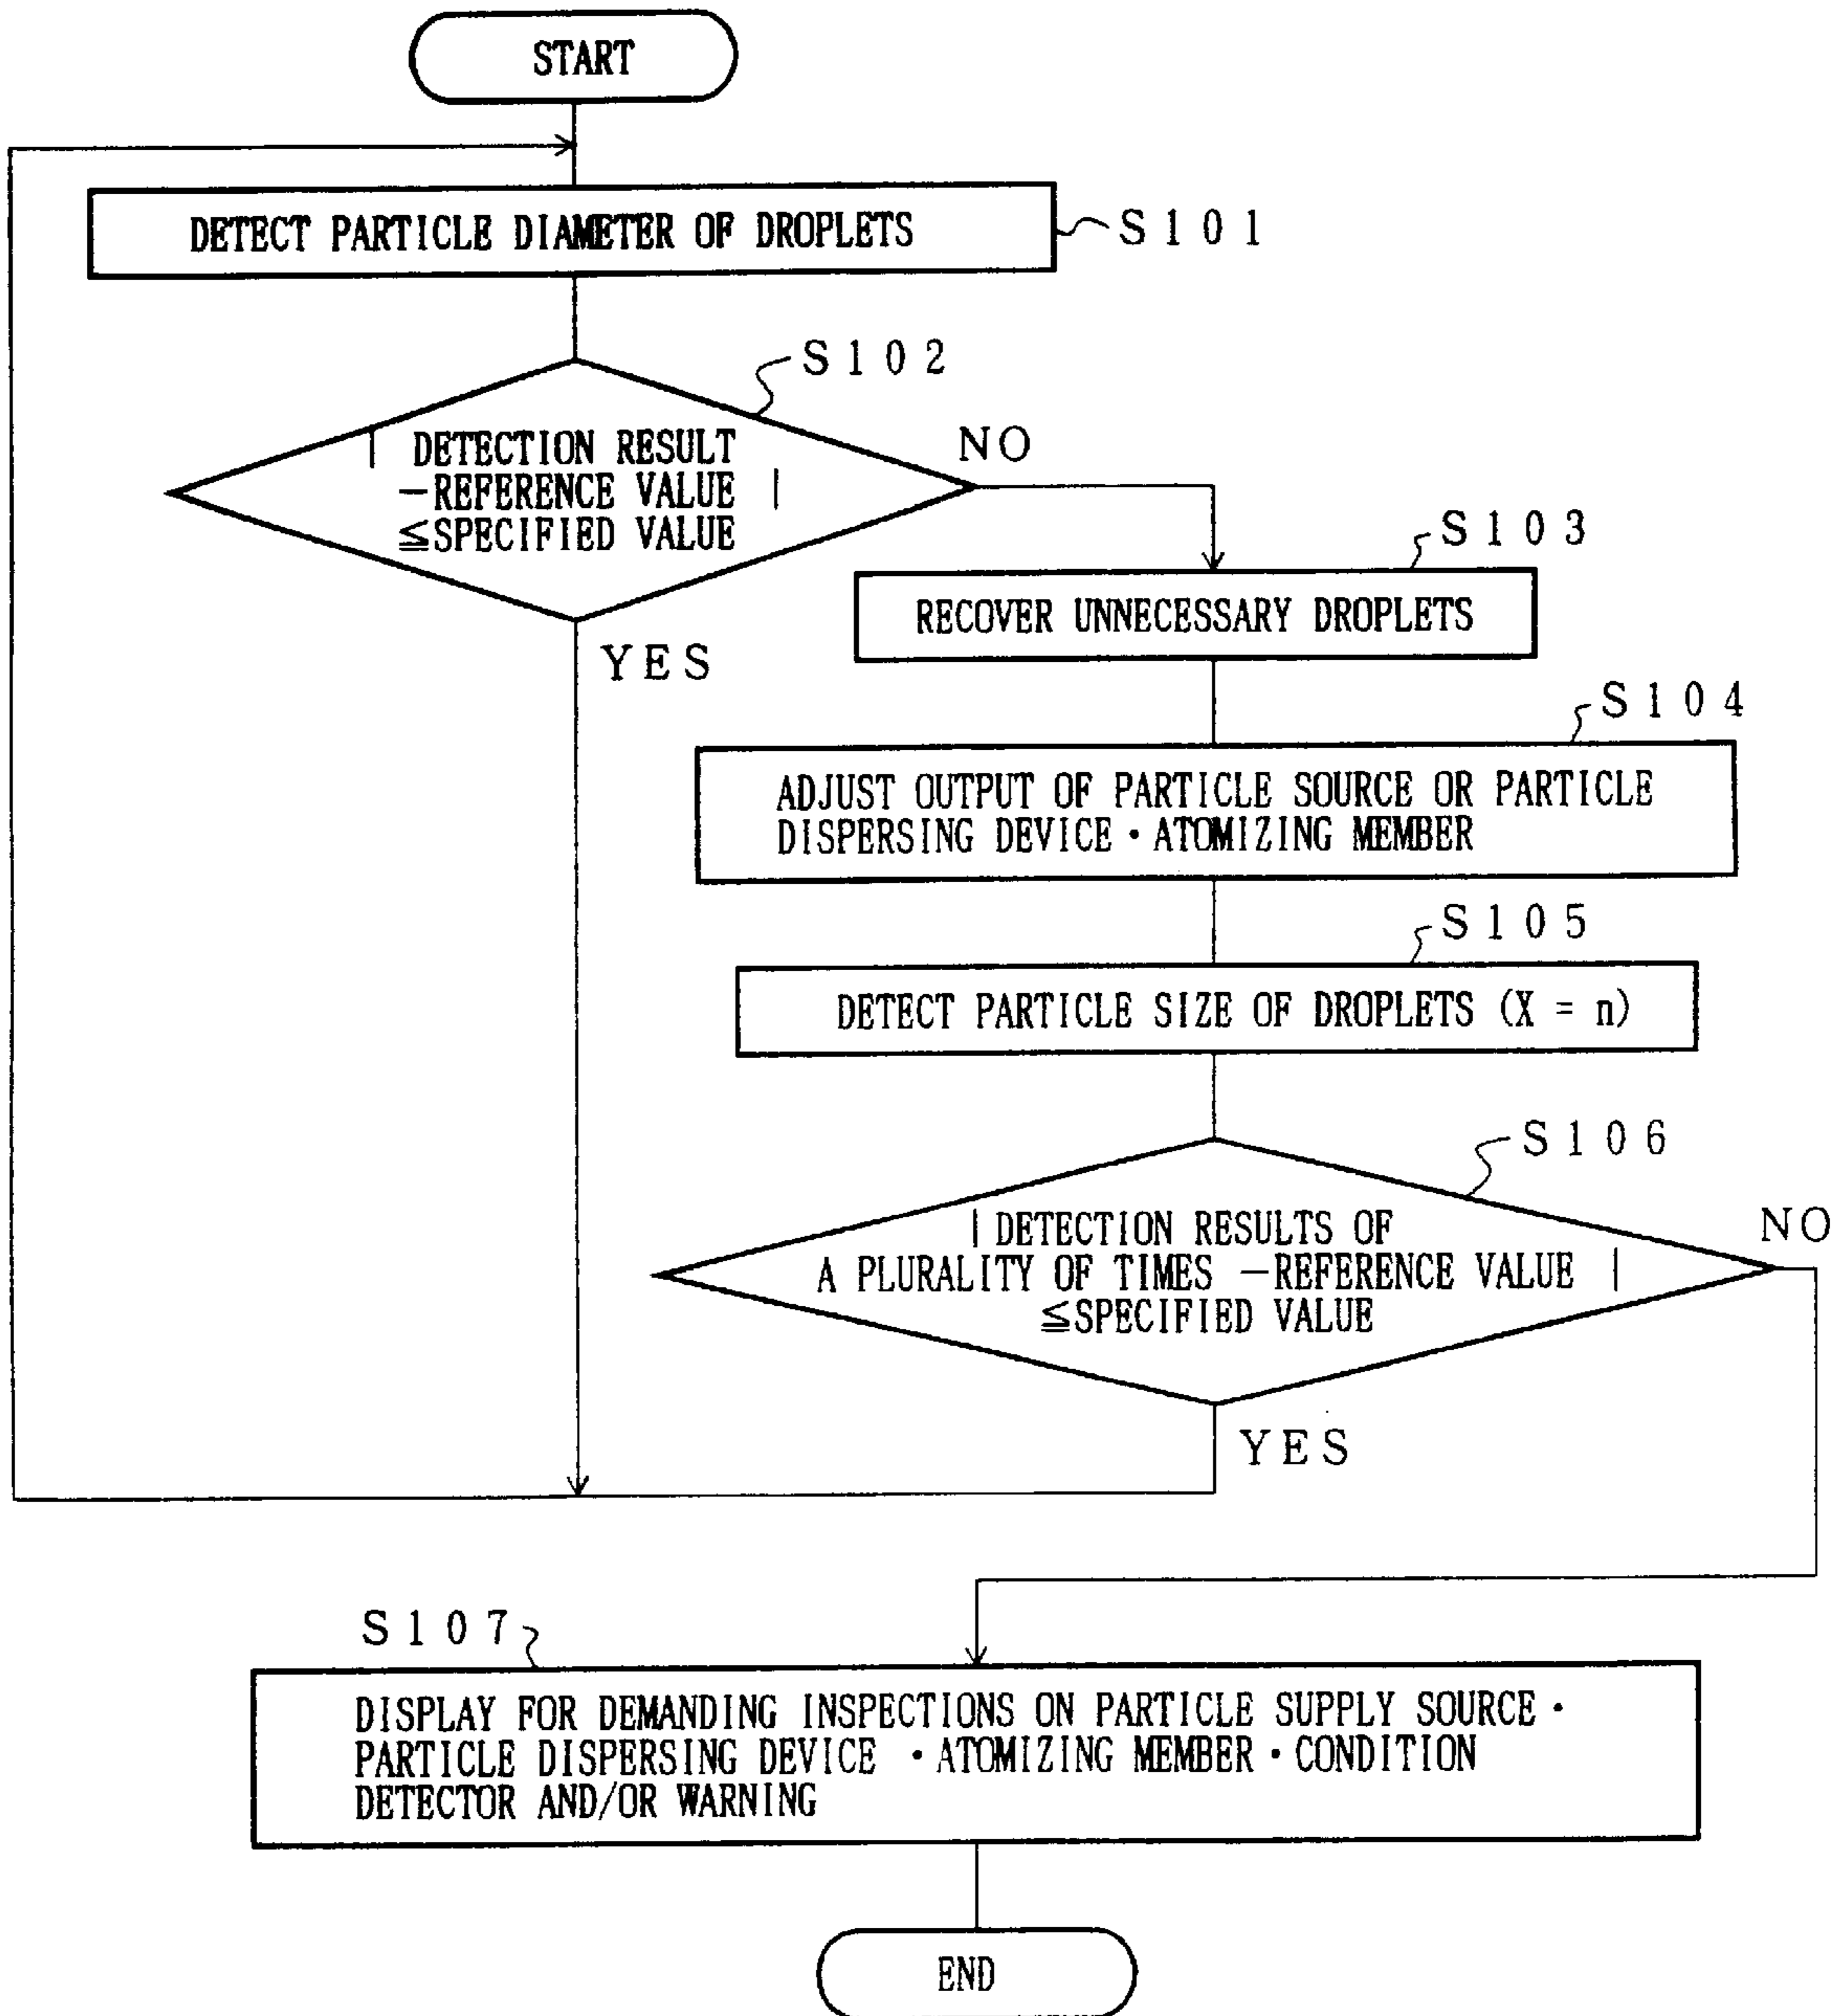 START
DETECT PARTICLE DIAMETER OF DROPLETS
S101
S102
| DETECTION RESULT
−REFERENCE VALUE |
≦SPECIFIED VALUE
NO
YES
S103
RECOVER UNNECESSARY DROPLETS
S104
ADJUST OUTPUT OF PARTICLE SOURCE OR PARTICLE
DISPERSING DEVICE・ATOMIZING MEMBER
S105
DETECT PARTICLE SIZE OF DROPLETS (X = n)
S106
| DETECTION RESULTS OF
A PLURALITY OF TIMES −REFERENCE VALUE |
≦SPECIFIED VALUE
NO
YES
S107
DISPLAY FOR DEMANDING INSPECTIONS ON PARTICLE SUPPLY SOURCE・
PARTICLE DISPERSING DEVICE ・ATOMIZING MEMBER・CONDITION
DETECTOR AND/OR WARNING
END